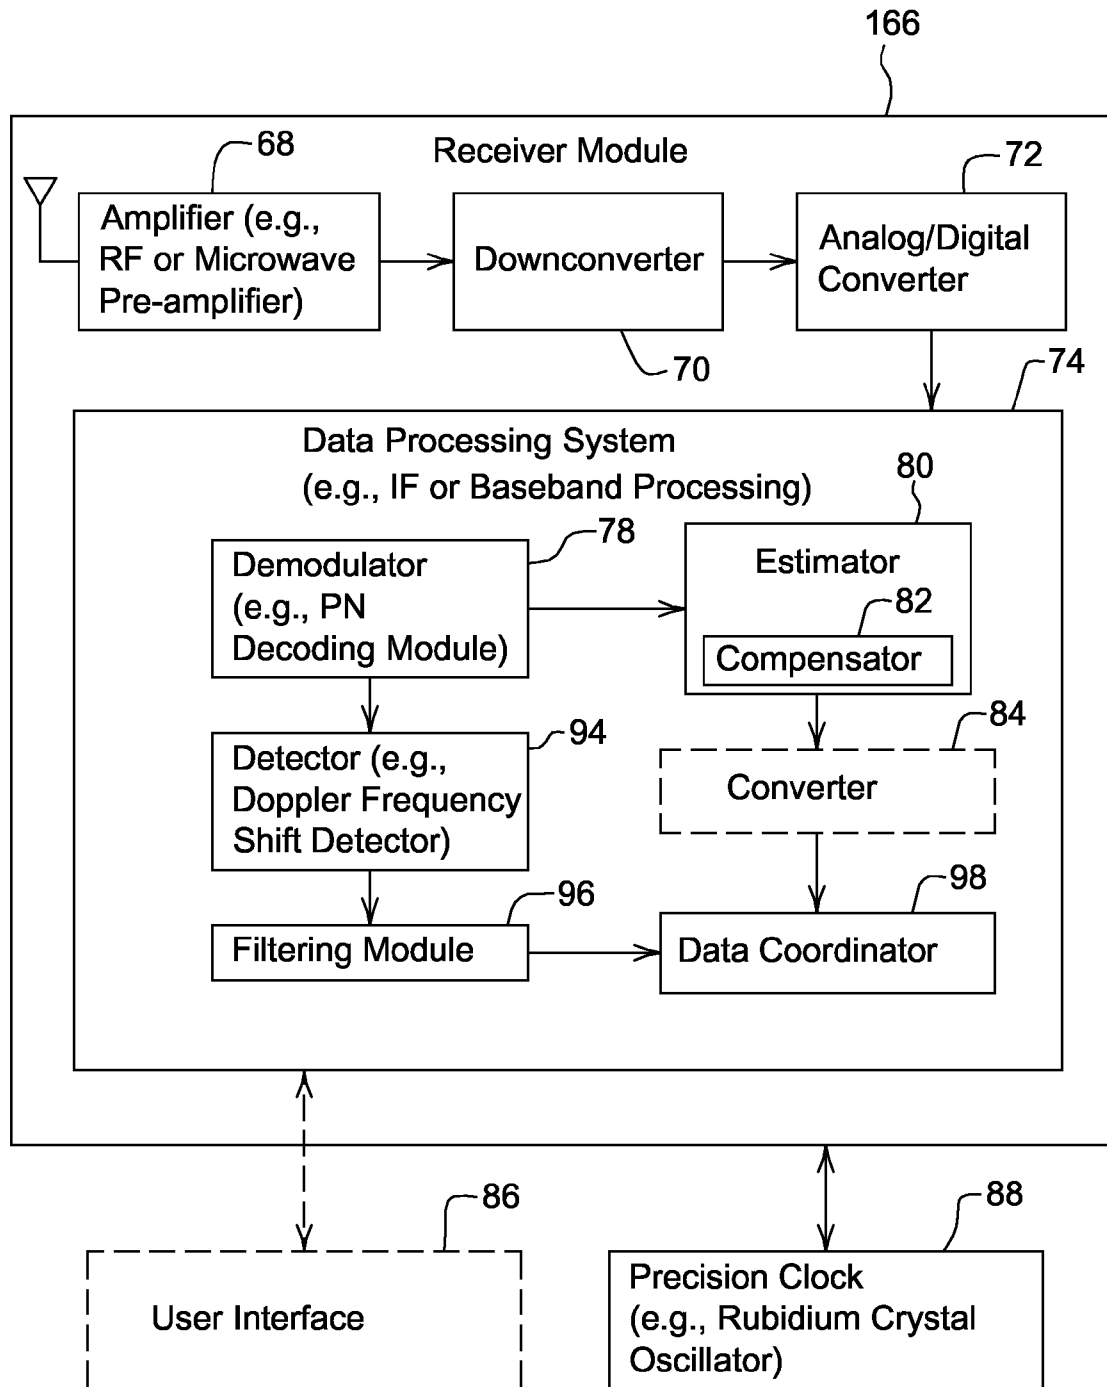 166
Receiver Module
68
72
Amplifier (e.g.,
RF or Microwave
Pre-amplifier)
Downconverter
Analog/Digital
Converter
70
74
Data Processing System
(e.g., IF or Baseband Processing)
80
78
Demodulator
(e.g., PN
Decoding Module)
Estimator
82
Compensator
94
84
Detector (e.g.,
Doppler Frequency
Shift Detector)
Converter
96
98
Filtering Module
Data Coordinator
86
88
User Interface
Precision Clock
(e.g., Rubidium Crystal
Oscillator)